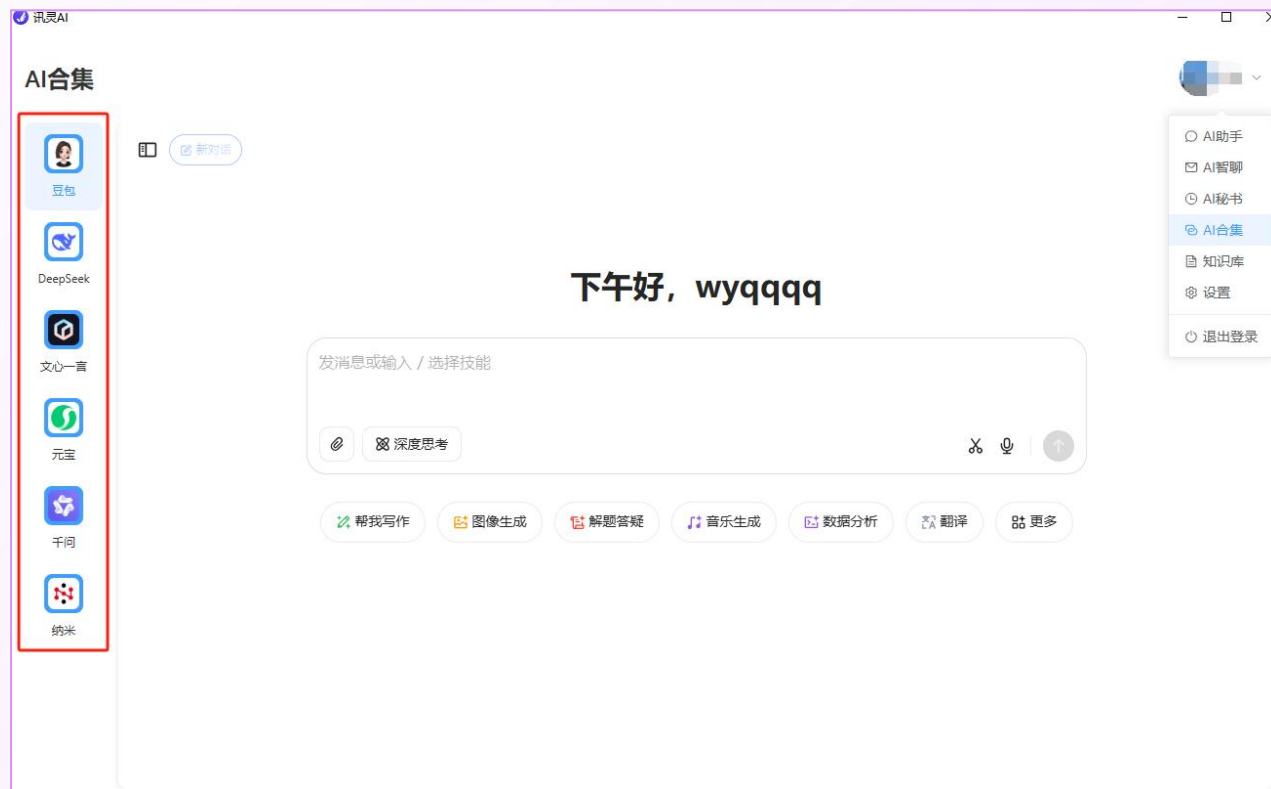 讯灵AI
AI合集
豆包
DeepSeek
文心一言
元宝
千问
纳米
新对话
下午好，wyqqqq
发消息或输入 / 选择技能
深度思考
帮我写作
图像生成
解题答疑
音乐生成
数据分析
翻译
更多
AI助手
AI智聊
AI秘书
AI合集
知识库
设置
退出登录